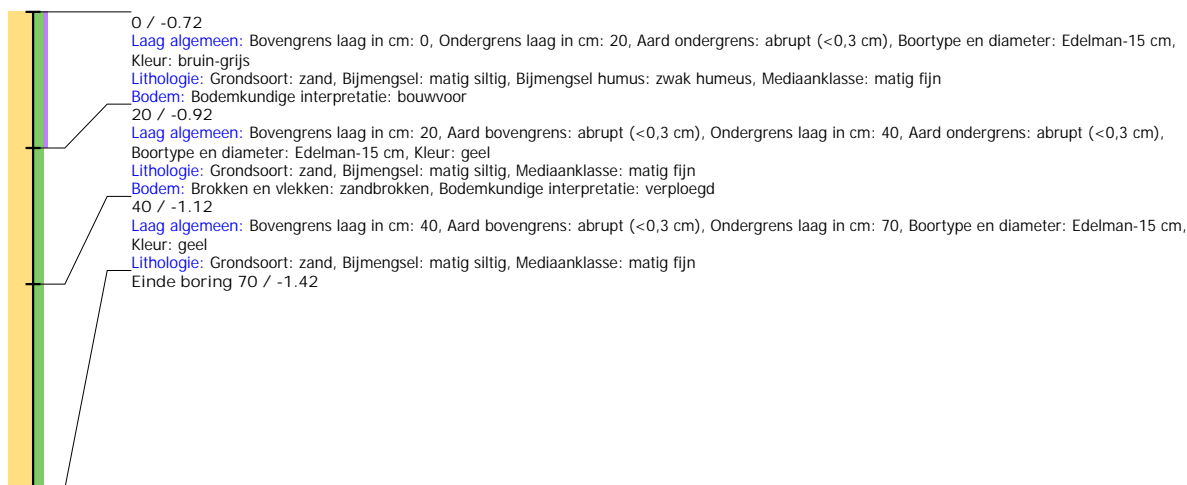 0 / -0.72
Laag algemeen: Bovengrens laag in cm: 0, Ondergrens laag in cm: 20, Aard ondergrens: abrupt (<0,3 cm), Boortype en diameter: Edelman-15 cm,
Kleur: bruin-grijs
Lithologie: Grondsoort: zand, Bijmengsel: matig siltig, Bijmengsel humus: zwak humeus, Mediaanklasse: matig fijn
Bodem: Bodemkundige interpretatie: bouwvoor
20 / -0.92
Laag algemeen: Bovengrens laag in cm: 20, Aard bovengrens: abrupt (<0,3 cm), Ondergrens laag in cm: 40, Aard ondergrens: abrupt (<0,3 cm),
Boortype en diameter: Edelman-15 cm, Kleur: geel
Lithologie: Grondsoort: zand, Bijmengsel: matig siltig, Mediaanklasse: matig fijn
Bodem: Brokken en vlekken: zandbrokken, Bodemkundige interpretatie: verploegd
40 / -1.12
Laag algemeen: Bovengrens laag in cm: 40, Aard bovengrens: abrupt (<0,3 cm), Ondergrens laag in cm: 70, Boortype en diameter: Edelman-15 cm,
Kleur: geel
Lithologie: Grondsoort: zand, Bijmengsel: matig siltig, Mediaanklasse: matig fijn
Einde boring 70 / -1.42